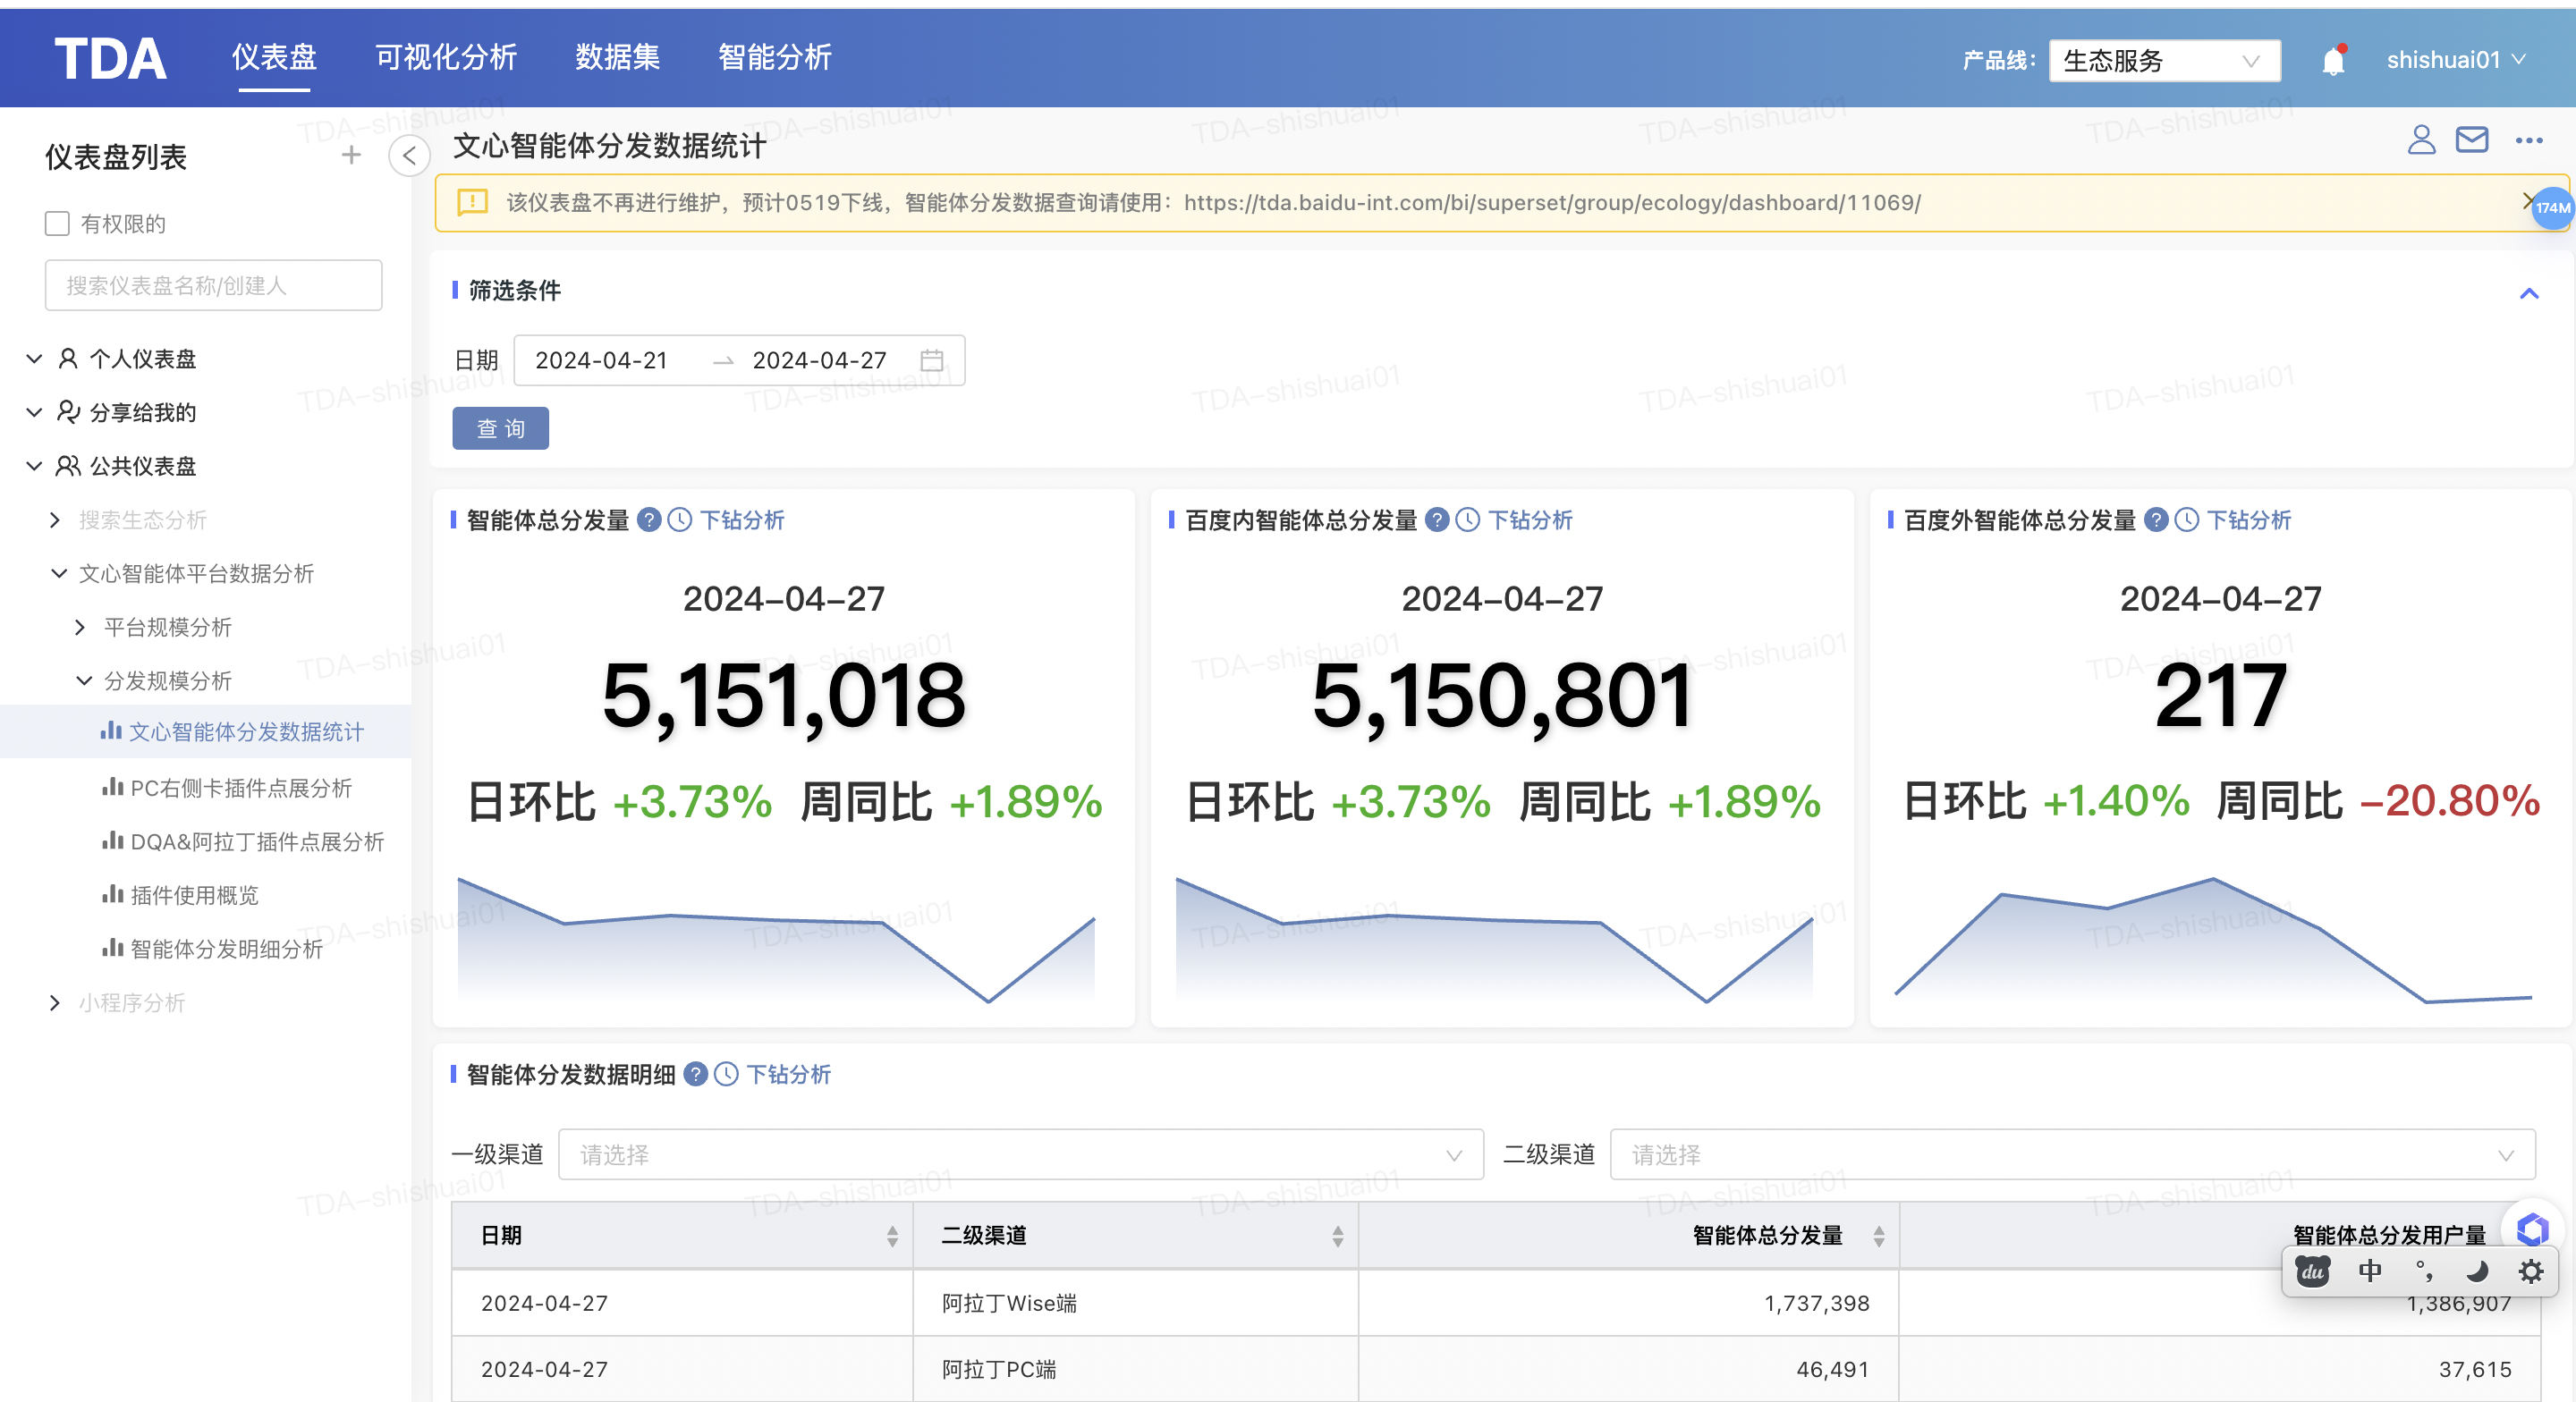 TDA 仪表盘 可视化分析 数据集 智能分析 产品线： 生态服务 shishuai01
仪表盘列表
有权限的
搜索仪表盘名称/创建人
个人仪表盘
分享给我的
公共仪表盘
搜索生态分析
文心智能体平台数据分析
平台规模分析
分发规模分析
文心智能体分发数据统计
PC右侧卡插件点展分析
DQA&阿拉丁插件点展分析
插件使用概览
智能体分发明细分析
小程序分析
文心智能体分发数据统计
该仪表盘不再进行维护，预计0519下线，智能体分发数据查询请使用：https://tda.baidu-int.com/bi/superset/group/ecology/dashboard/11069/
174M
筛选条件
日期 2024-04-21 2024-04-27
查 询
智能体总分发量 下钻分析
2024-04-27
5,151,018
日环比 +3.73% 周同比 +1.89%
百度内智能体总分发量 下钻分析
2024-04-27
5,150,801
日环比 +3.73% 周同比 +1.89%
百度外智能体总分发量 下钻分析
2024-04-27
217
日环比 +1.40% 周同比 -20.80%
智能体分发数据明细 下钻分析
一级渠道 请选择 二级渠道 请选择
日期 二级渠道 智能体总分发量 智能体总分发用户量
du 中 °,
2024-04-27 阿拉丁Wise端 1,737,398 1,386,907
2024-04-27 阿拉丁PC端 46,491 37,615
TDA-shishuai01